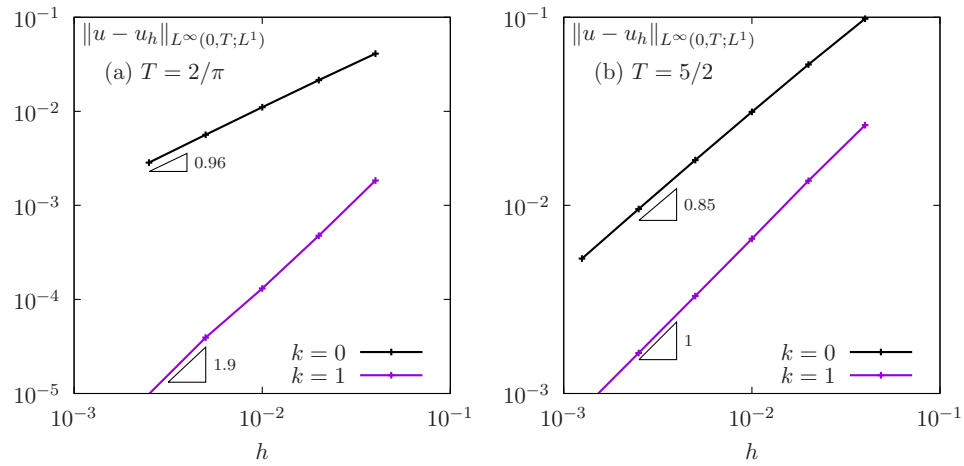 10^{-1}
‖u − u_h‖_{L^∞(0,T;L^1)}
(a) T = 2/π
10^{-2}
0.96
10^{-3}
10^{-4}
1.9
k = 0
k = 1
10^{-5}
10^{-3} 10^{-2} 10^{-1}
h
10^{-1}
‖u − u_h‖_{L^∞(0,T;L^1)}
(b) T = 5/2
10^{-2}
0.85
1
k = 0
k = 1
10^{-3}
10^{-3} 10^{-2} 10^{-1}
h